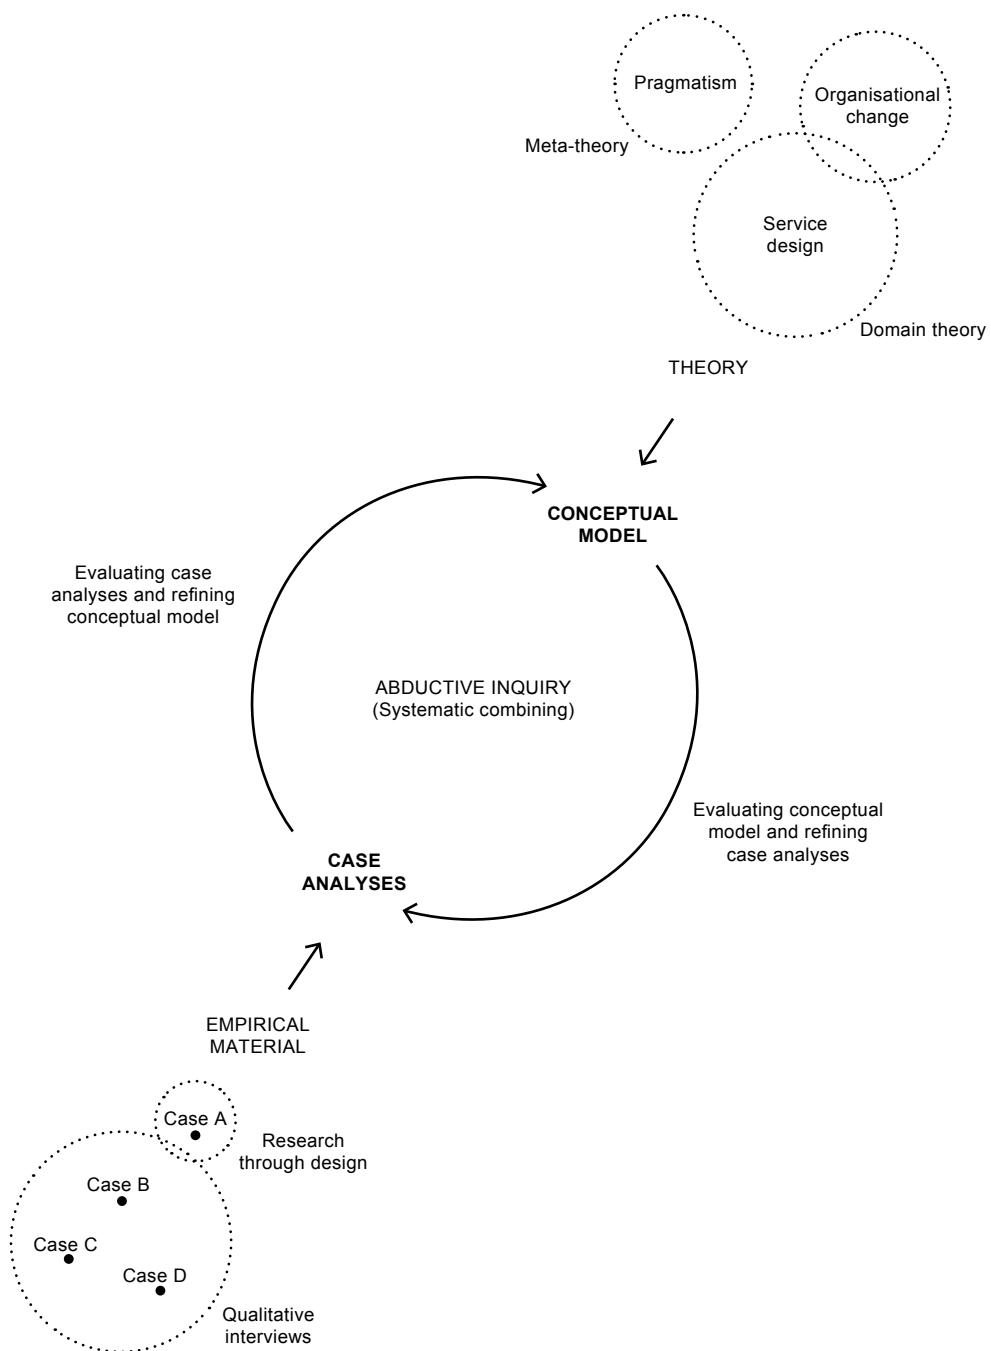 Pragmatism
Organisational
change
Meta-theory
Service
design
Domain theory
THEORY
CONCEPTUAL
MODEL
Evaluating case
analyses and refining
conceptual model
ABDUCTIVE INQUIRY
(Systematic combining)
Evaluating conceptual
model and refining
case analyses
CASE
ANALYSES
EMPIRICAL
MATERIAL
Case A
Research
through design
Case B
Case C
Case D
Qualitative
interviews